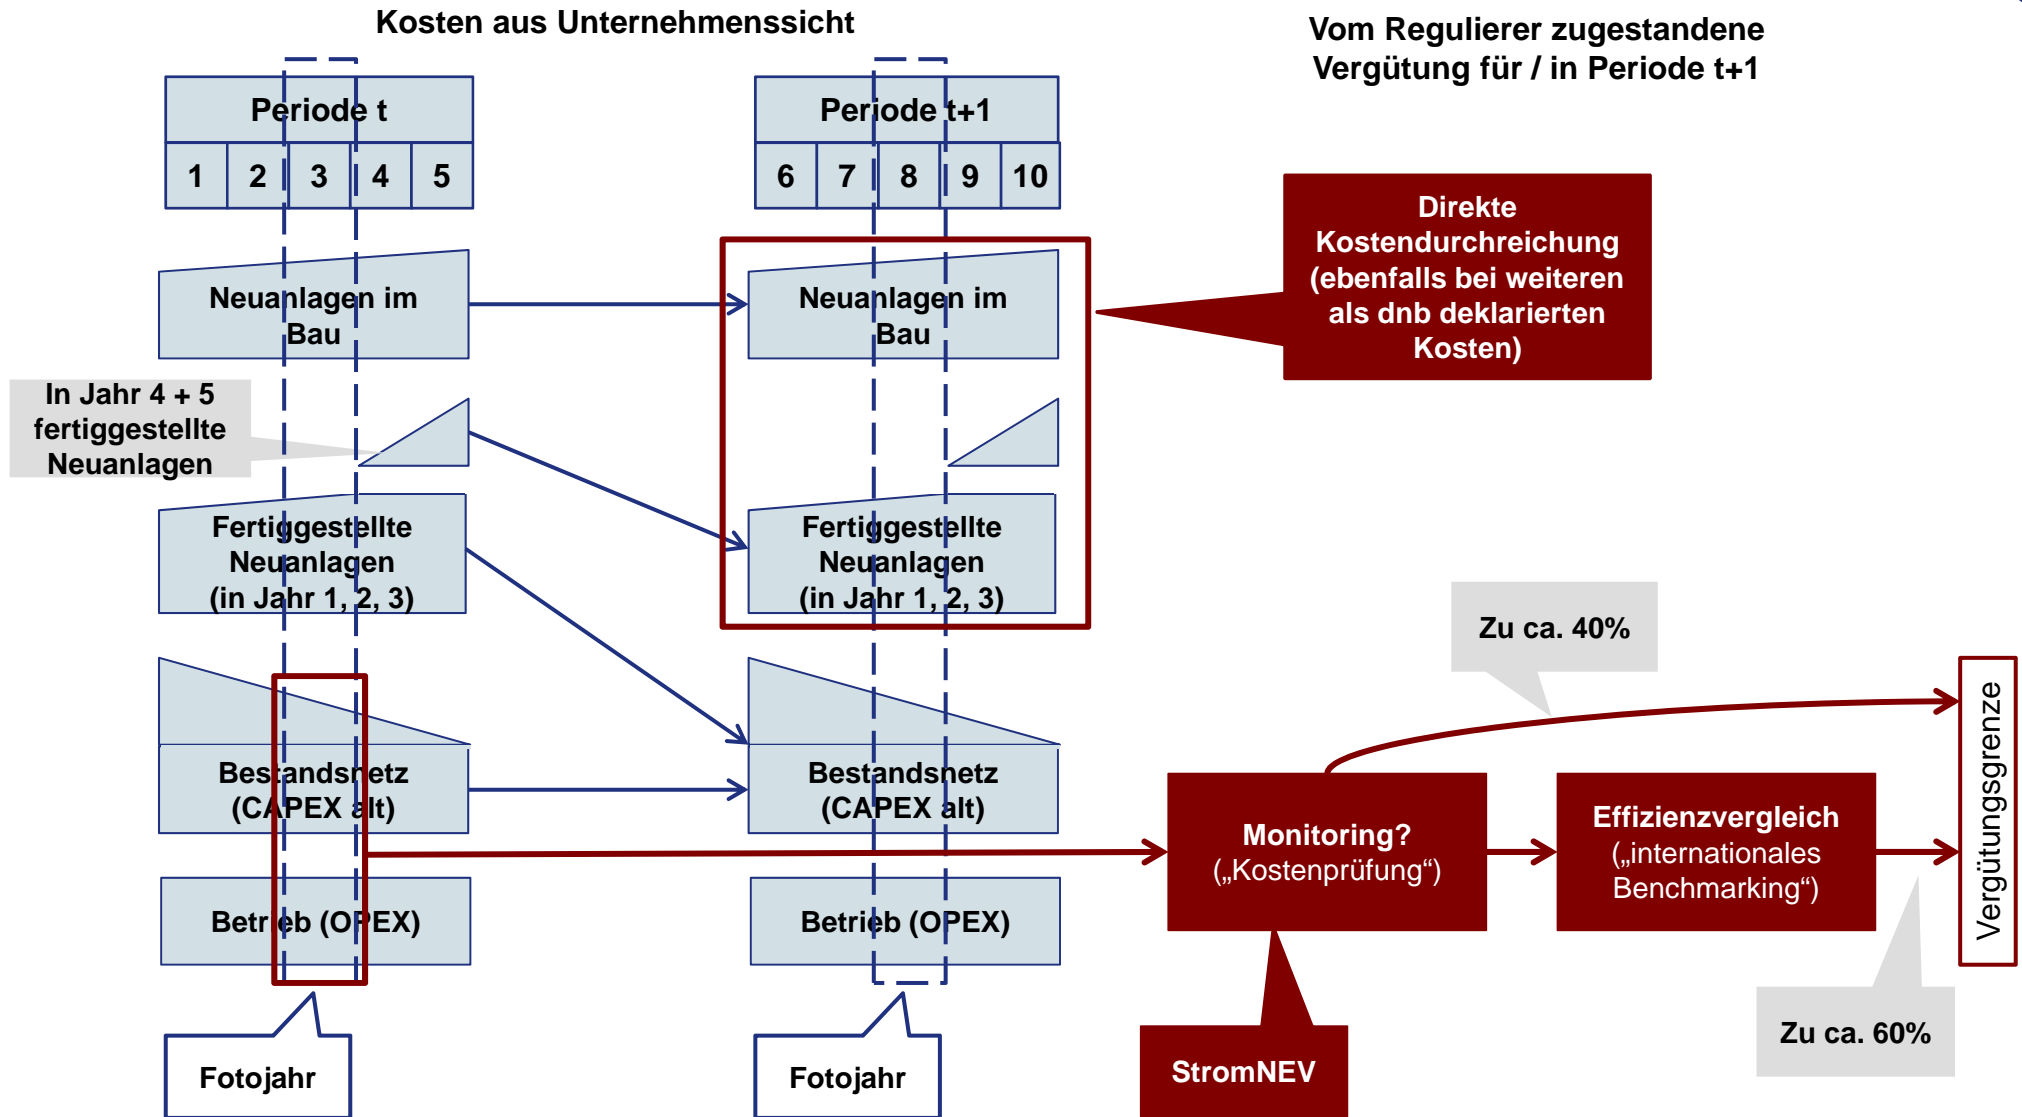 Kosten aus Unternehmenssicht
Vom Regulierer zugestandene
Vergütung für / in Periode t+1
Periode t
1 2 3 4 5
Periode t+1
6 7 8 9 10
Direkte
Kostendurchreichung
(ebenfalls bei weiteren
als dnb deklarierten
Kosten)
Neuanlagen im
Bau
Neuanlagen im
Bau
In Jahr 4 + 5
fertiggestellte
Neuanlagen
Fertiggestellte
Neuanlagen
(in Jahr 1, 2, 3)
Fertiggestellte
Neuanlagen
(in Jahr 1, 2, 3)
Zu ca. 40%
Bestandsnetz
(CAPEX alt)
Bestandsnetz
(CAPEX alt)
Monitoring?
(„Kostenprüfung“)
Effizienzvergleich
(„internationales
Benchmarking“)
Vergütungsgrenze
Betrieb (OPEX)
Betrieb (OPEX)
Zu ca. 60%
Fotojahr
Fotojahr
StromNEV